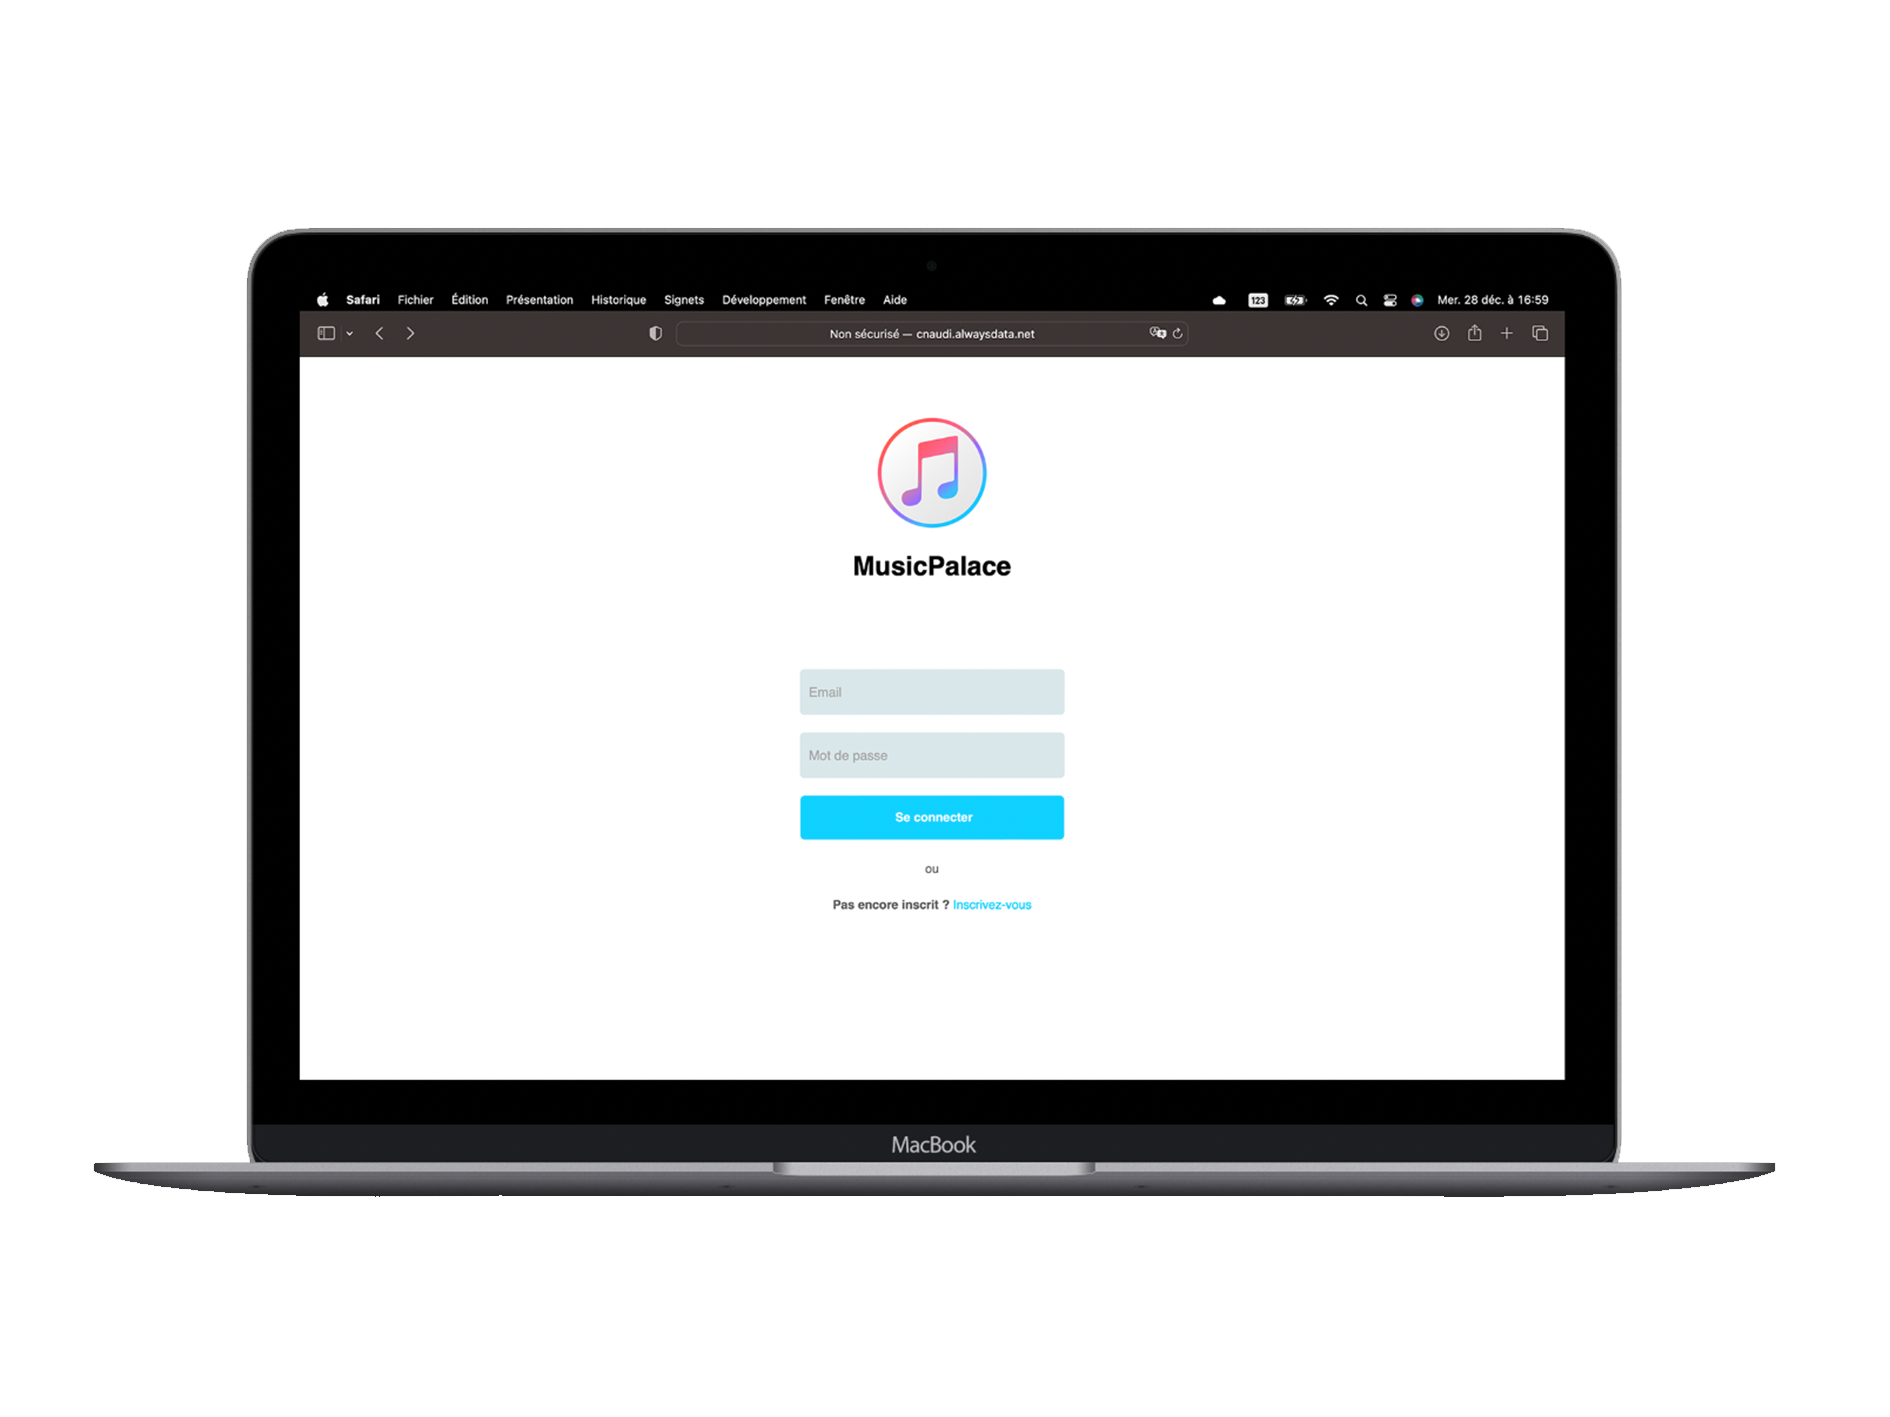 Safari Fichier Édition Présentation Historique Signets Développement Fenêtre Aide 123 Mer. 28 déc. à 16:59
Non sécurisé — cnaudi.alwaysdata.net
MusicPalace
Email
Mot de passe
Se connecter
ou
Pas encore inscrit ? Inscrivez-vous
MacBook